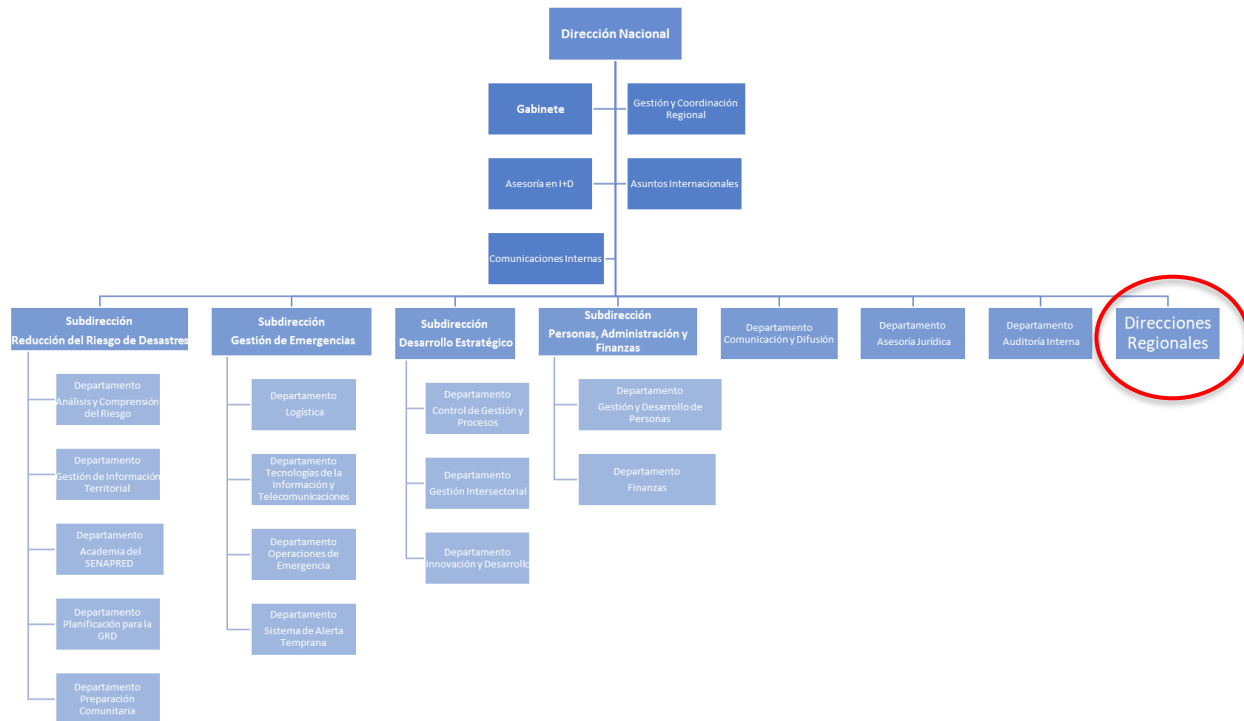 Dirección Nacional
Gabinete
Gestión y Coordinación
Regional
Asesoría en I+D
Asuntos Internacionales
Comunicaciones Internas
Subdirección
Reducción del Riesgo de Desastres
Subdirección
Gestión de Emergencias
Subdirección
Desarrollo Estratégico
Subdirección
Personas, Administración y
Finanzas
Departamento
Comunicación y Difusión
Departamento
Asesoría Jurídica
Departamento
Auditoría Interna
Direcciones
Regionales
Departamento
Análisis y Comprensión
del Riesgo
Departamento
Gestión de Información
Territorial
Departamento
Academia del
SENAPRED
Departamento
Planificación para la
GRD
Departamento
Preparación
Comunitaria
Departamento
Logística
Departamento
Tecnologías de la
Información y
Telecomunicaciones
Departamento
Operaciones de
Emergencia
Departamento
Sistema de Alerta
Temprana
Departamento
Control de Gestión y
Procesos
Departamento
Gestión Intersectorial
Departamento
Innovación y Desarrollo
Departamento
Gestión y Desarrollo de
Personas
Departamento
Finanzas